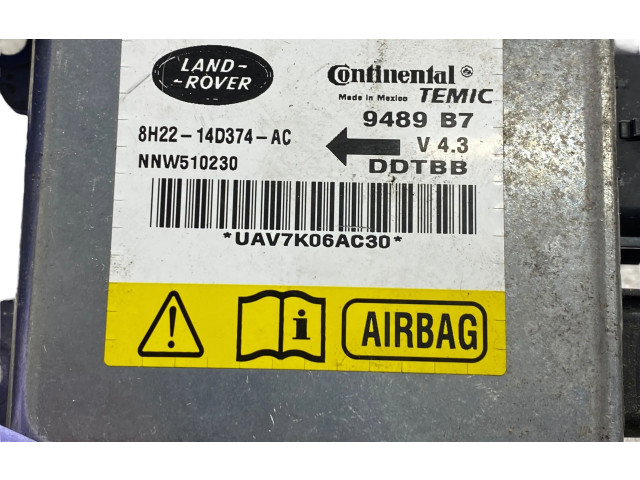 LAND-
-ROVER
Continental
Made in Mexico TEMIC
9489 B7
8H22-14D374-AC
V 4.3
NNW510230
DDTBB
*UAV7K06AC30*
i
AIRBAG